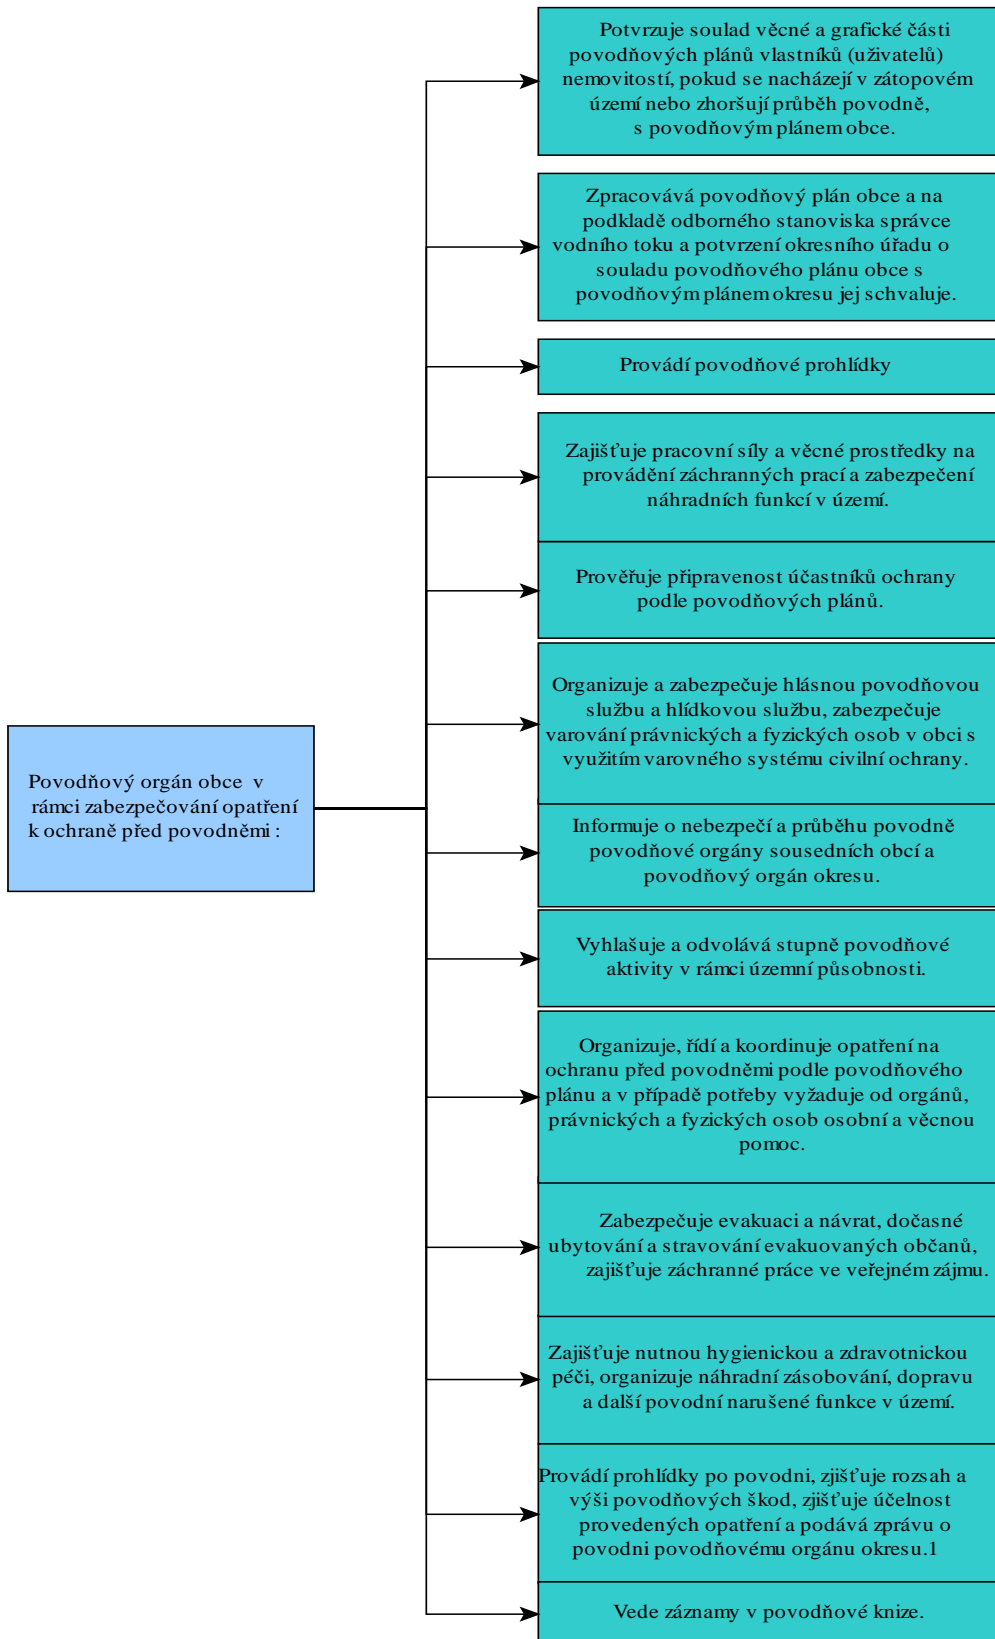 Potvrzuje soulad věcné a grafické části
povodňových plánů vlastníků (uživatelů)
nemovitostí, pokud se nacházejí v zátopovém
území nebo zhoršují průběh povodně,
s povodňovým plánem obce.
Zpracovává povodňový plán obce a na
podkladě odborného stanoviska správce
vodního toku a potvrzení okresního úřadu o
souladu povodňového plánu obce s
povodňovým plánem okresu jej schvaluje.
Provádí povodňové prohlídky
Zajišťuje pracovní síly a věcné prostředky na
provádění záchranných prací a zabezpečení
náhradních funkcí v území.
Prověřuje připravenost účastníků ochrany
podle povodňových plánů.
Organizuje a zabezpečuje hlásnou povodňovou
službu a hlídkovou službu, zabezpečuje
varování právnických a fyzických osob v obci s
využitím varovného systému civilní ochrany.
Povodňový orgán obce v
rámci zabezpečování opatření
k ochraně před povodněmi :
Informuje o nebezpečí a průběhu povodně
povodňové orgány sousedních obcí a
povodňový orgán okresu.
Vyhlašuje a odvolává stupně povodňové
aktivity v rámci územní působnosti.
Organizuje, řídí a koordinuje opatření na
ochranu před povodněmi podle povodňového
plánu a v případě potřeby vyžaduje od orgánů,
právnických a fyzických osob osobní a věcnou
pomoc.
Zabezpečuje evakuaci a návrat, dočasné
ubytování a stravování evakuovaných občanů,
zajišťuje záchranné práce ve veřejném zájmu.
Zajišťuje nutnou hygienickou a zdravotnickou
péči, organizuje náhradní zásobování, dopravu
a další povodní narušené funkce v území.
Provádí prohlídky po povodni, zjišťuje rozsah a
výši povodňových škod, zjišťuje účelnost
provedených opatření a podává zprávu o
povodni povodňovému orgánu okresu.1
Vede záznamy v povodňové knize.